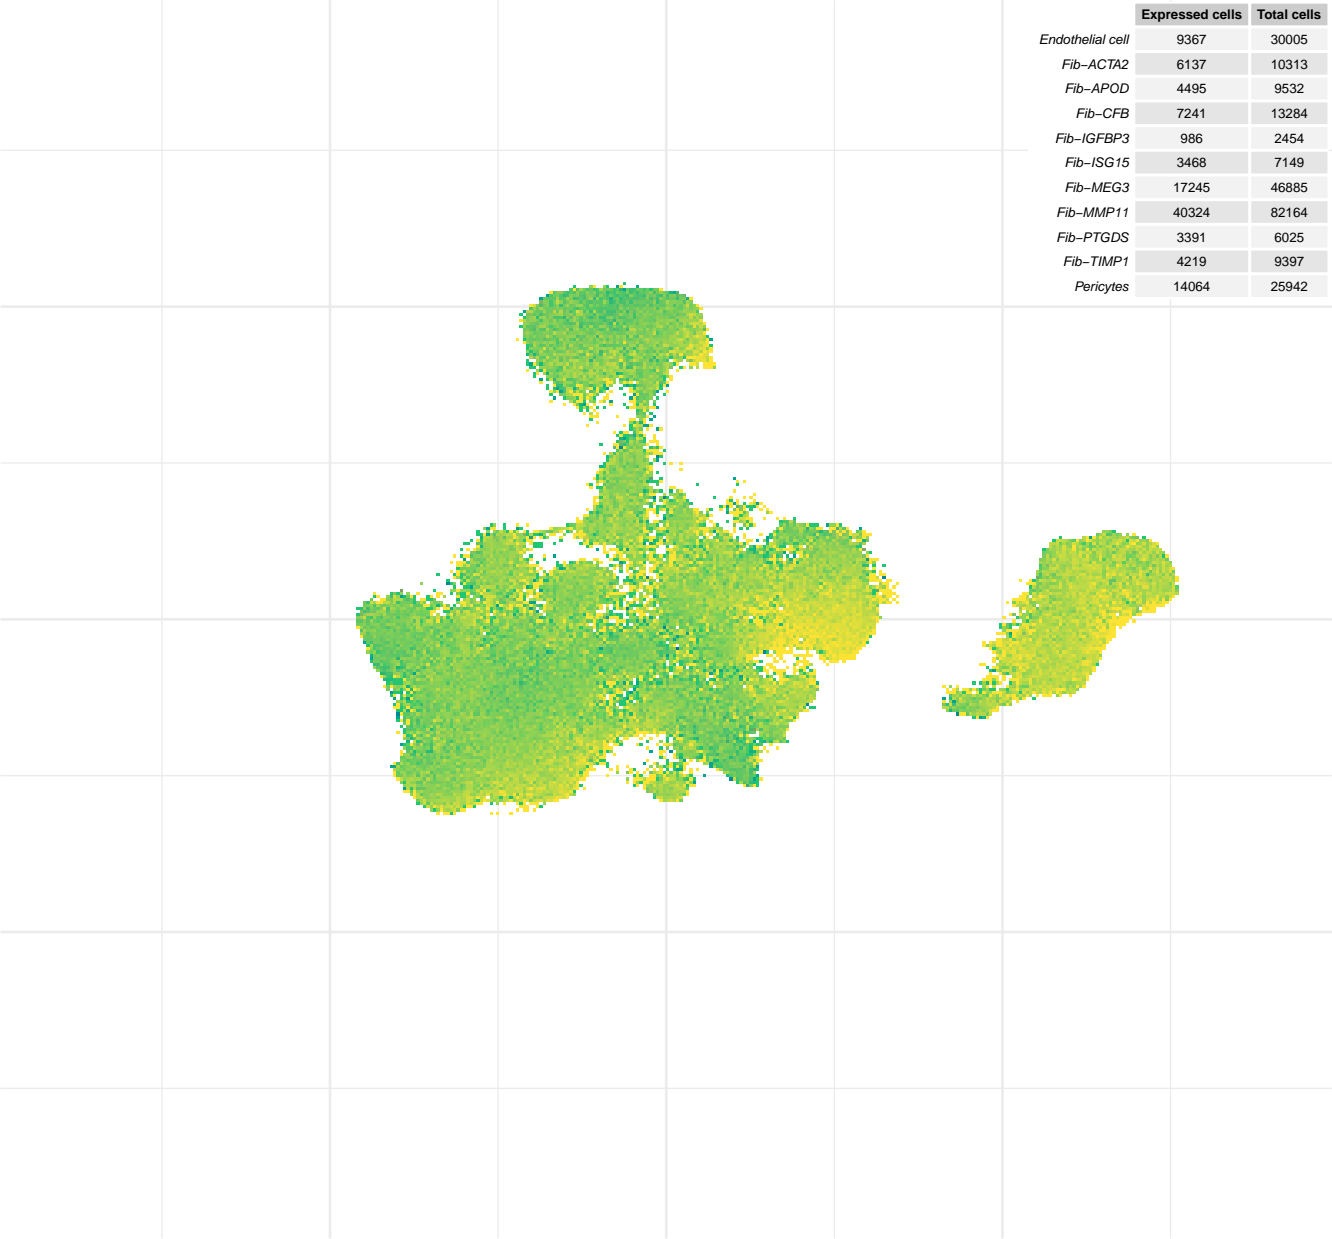 Expressed cells Total cells
Endothelial cell 9367 30005
Fib−ACTA2 6137 10313
Fib−APOD 4495 9532
Fib−CFB 7241 13284
Fib−IGFBP3 986 2454
Fib−ISG15 3468 7149
Fib−MEG3 17245 46885
Fib−MMP11 40324 82164
Fib−PTGDS 3391 6025
Fib−TIMP1 4219 9397
Pericytes 14064 25942